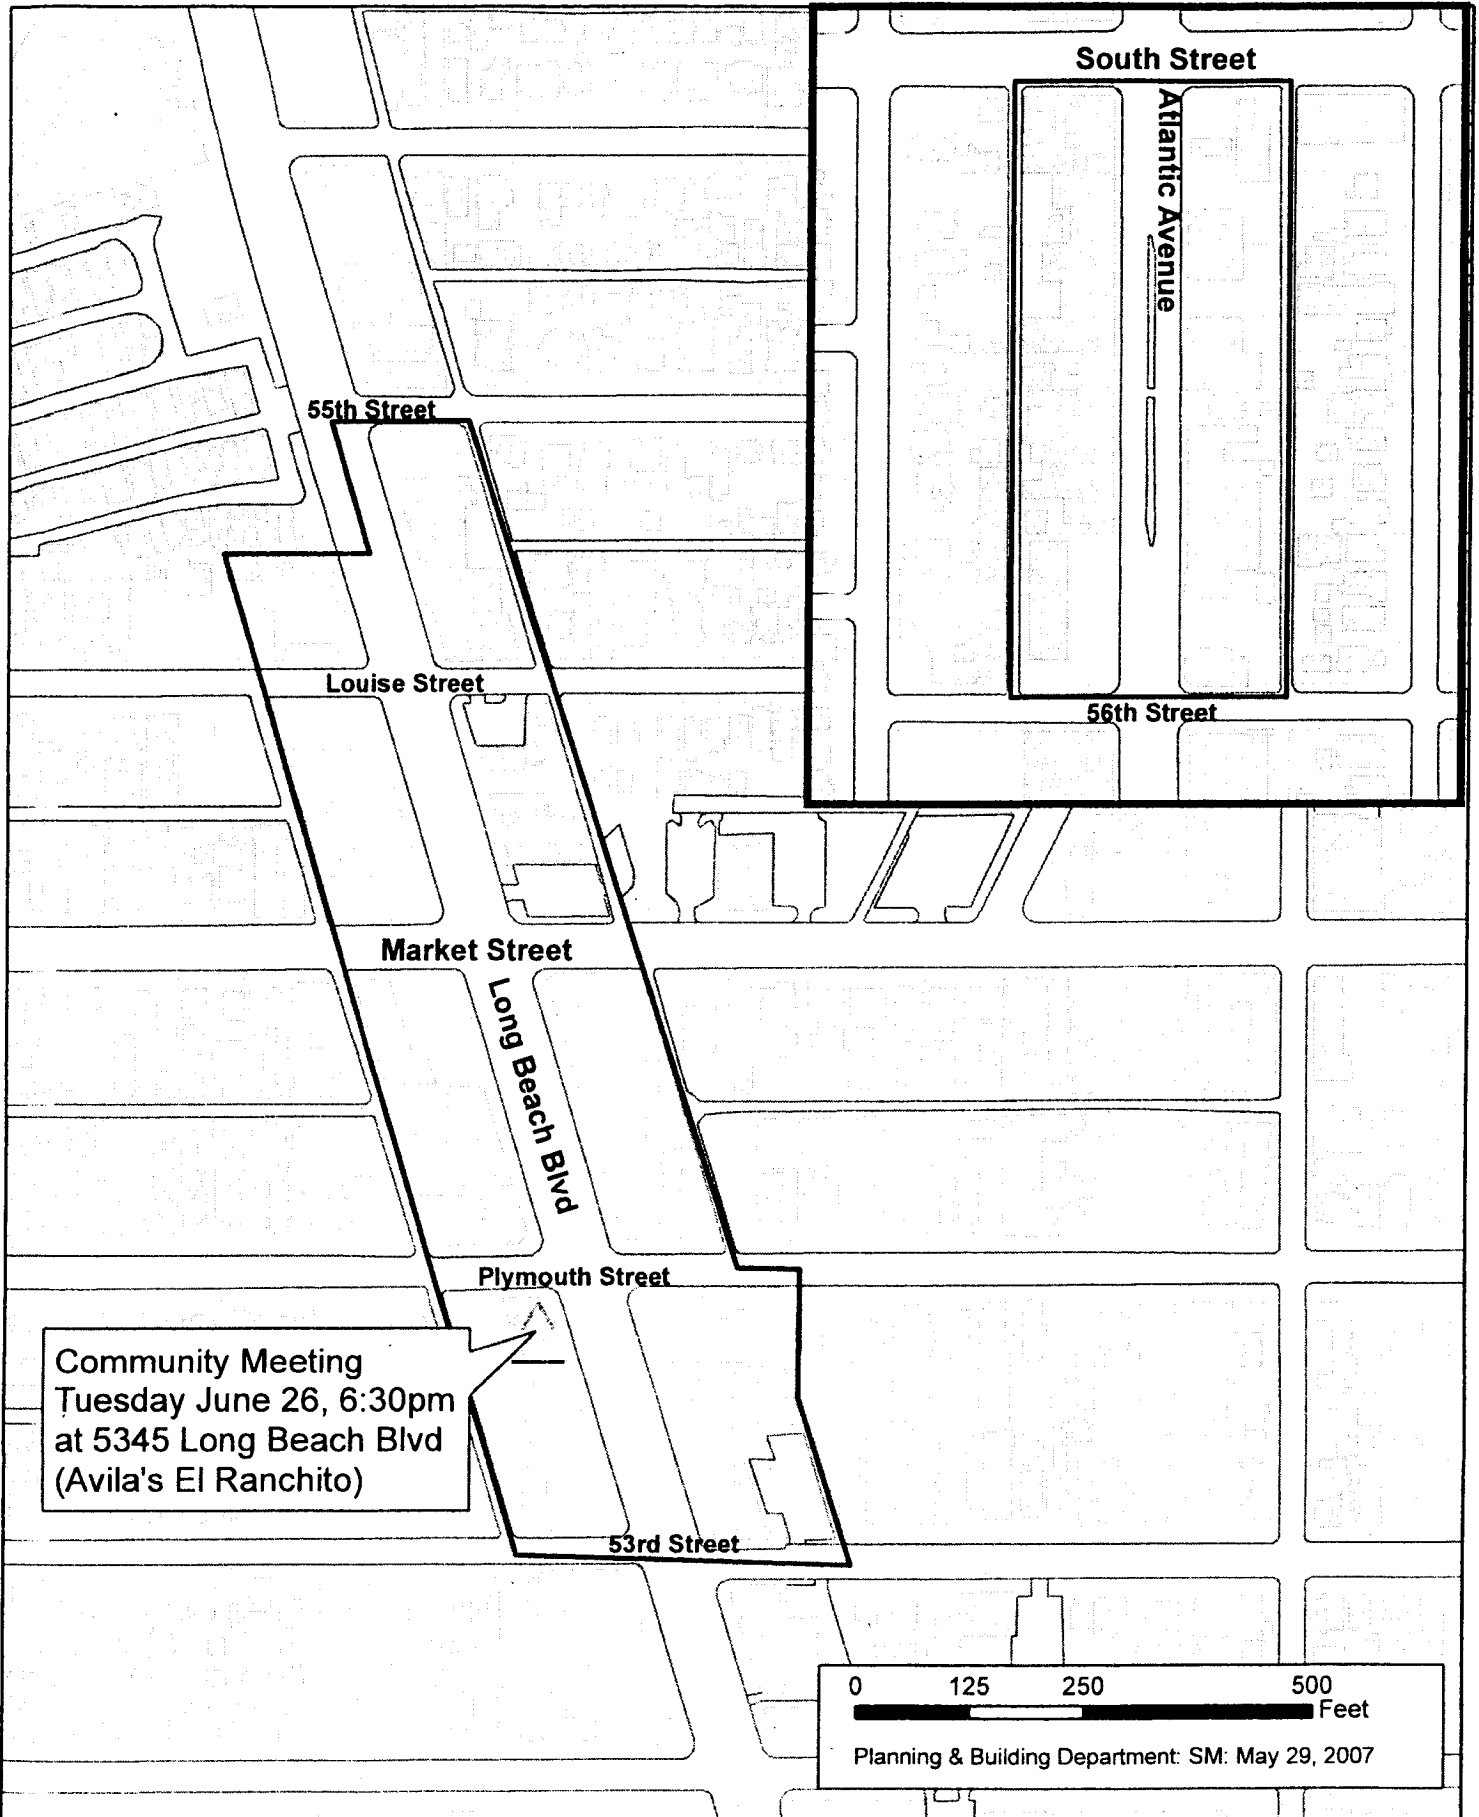 South Street
Atlantic Avenue
56th Street
55th Street
Louise Street
Market Street
Long Beach Blvd
Plymouth Street
Community Meeting
Tuesday June 26, 6:30pm
at 5345 Long Beach Blvd
(Avila's El Ranchito)
53rd Street
0 125 250 500
Feet
Planning & Building Department: SM: May 29, 2007